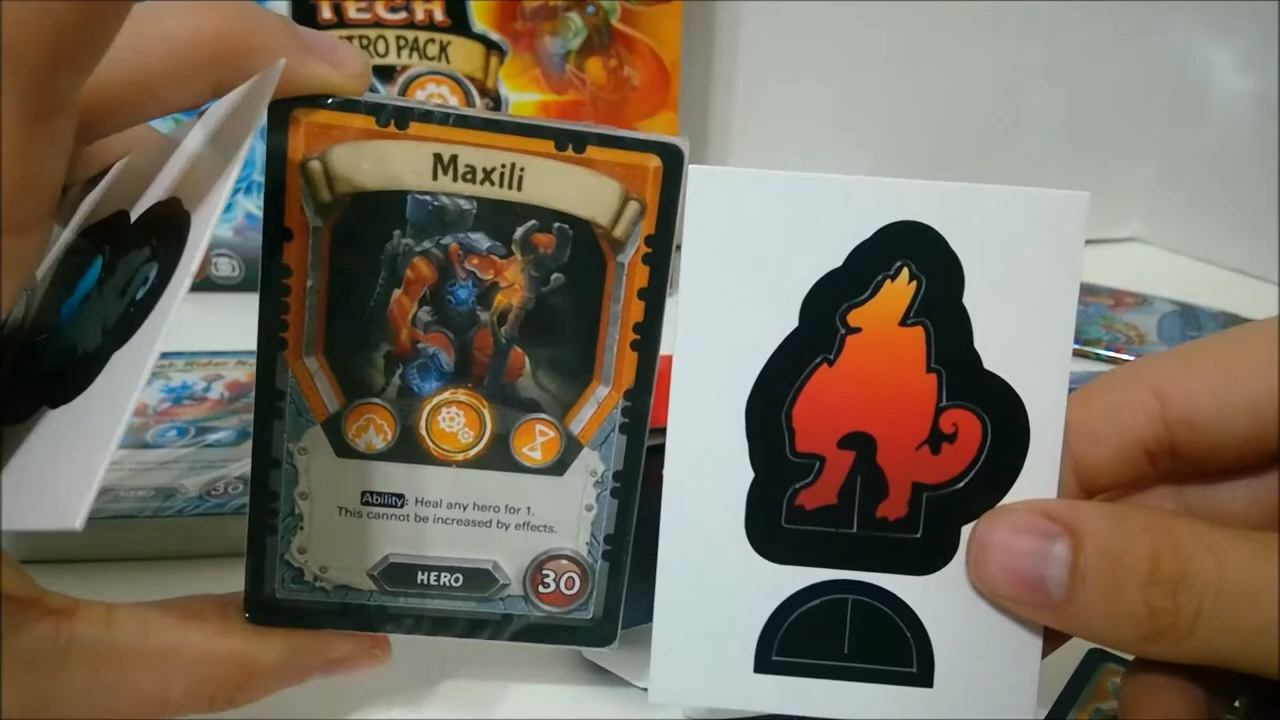 TECH
TRO PACK
Maxili
Ability: Heal any hero for 1.
This cannot be increased by effects.
HERO
30
HERO
30